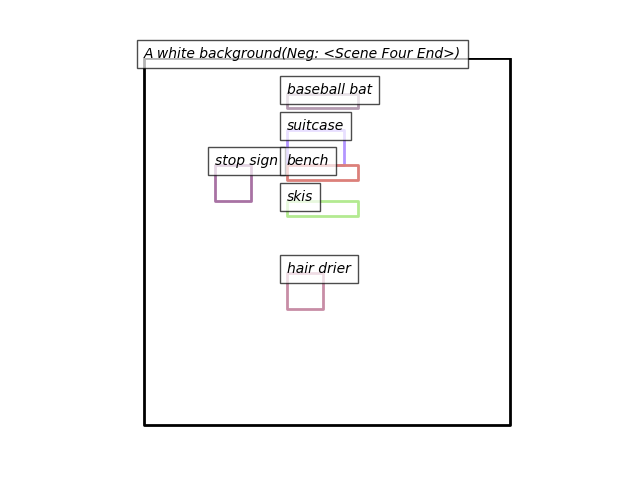 A white background(Neg: <Scene Four End>)
baseball bat
suitcase
stop sign
bench
skis
hair drier